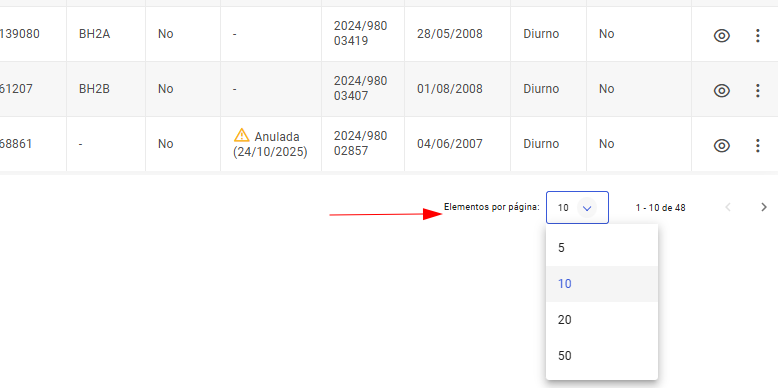 139080 BH2A No - 2024/980 28/05/2008 Diurno No
03419
61207 BH2B No - 2024/980 01/08/2008 Diurno No
03407
68861 - No Anulada 2024/980 04/06/2007 Diurno No
(24/10/2025) 02857
Elementos por página: 10 1 - 10 de 48
5
10
20
50